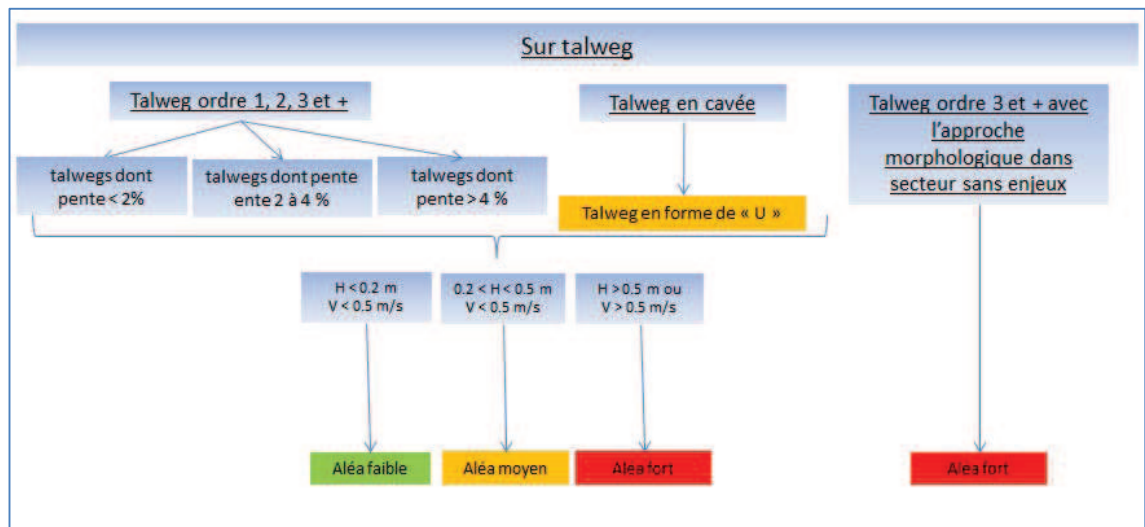 Sur talweg
Talweg ordre 1, 2, 3 et +
talwegs dont
pente < 2%
talwegs dont pente
ente 2 à 4 %
talwegs dont
pente > 4 %
Talweg en cavée
Talweg en forme de « U »
Talweg ordre 3 et + avec
l'approche
morphologique dans
secteur sans enjeux
H < 0.2 m
V < 0.5 m/s
0.2 < H < 0.5 m
V < 0.5 m/s
H > 0.5 m ou
V > 0.5 m/s
Aléa faible
Aléa moyen
Alea fort
Alea fort